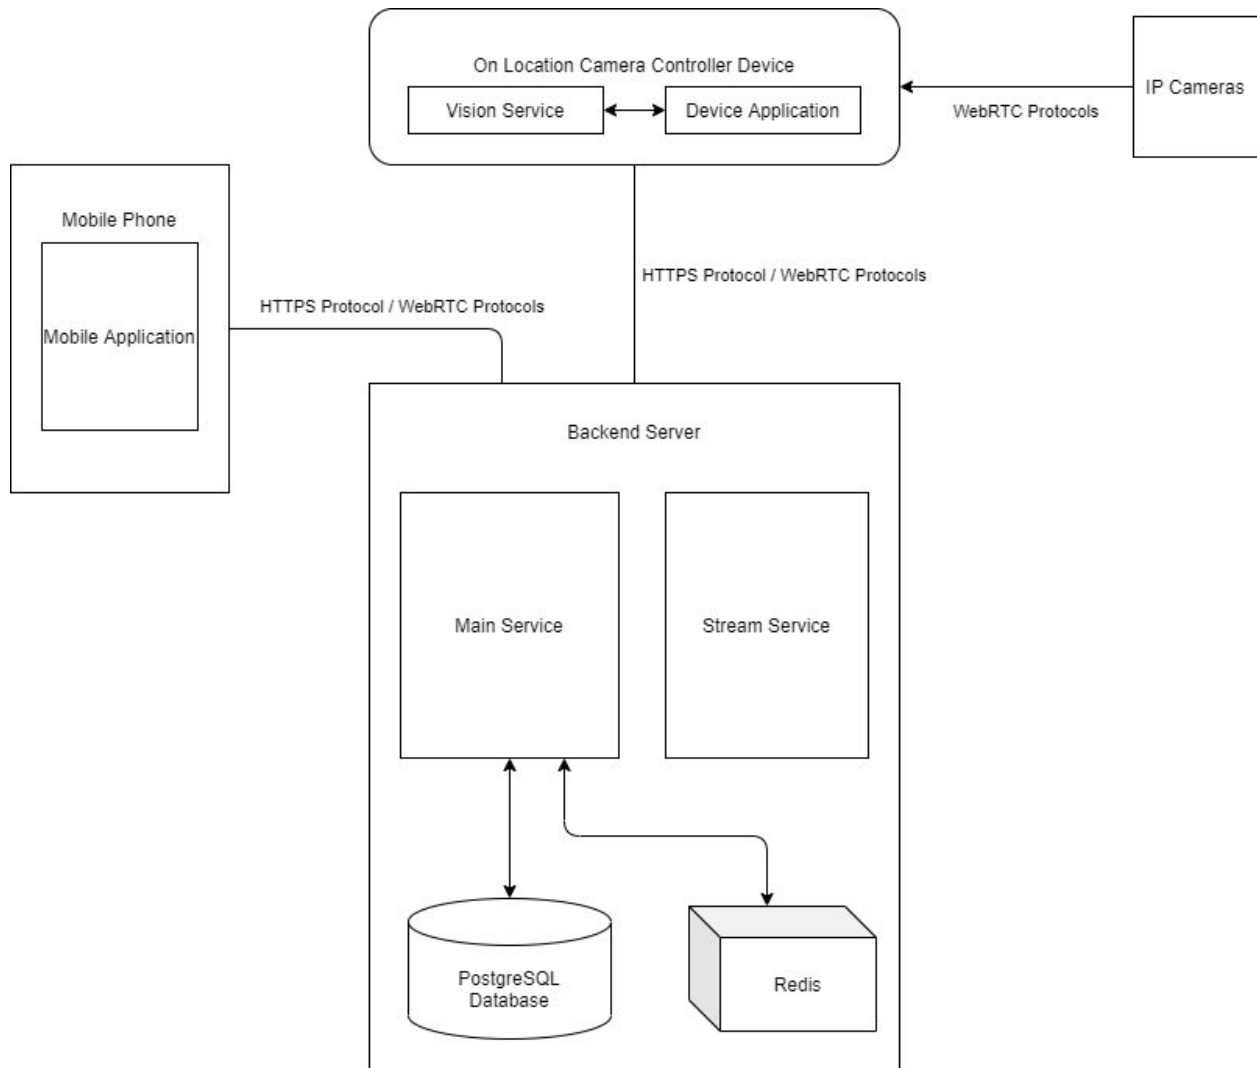 On Location Camera Controller Device
Vision Service
Device Application
IP Cameras
WebRTC Protocols
Mobile Phone
Mobile Application
HTTPS Protocol / WebRTC Protocols
HTTPS Protocol / WebRTC Protocols
Backend Server
Main Service
Stream Service
PostgreSQL
Database
Redis